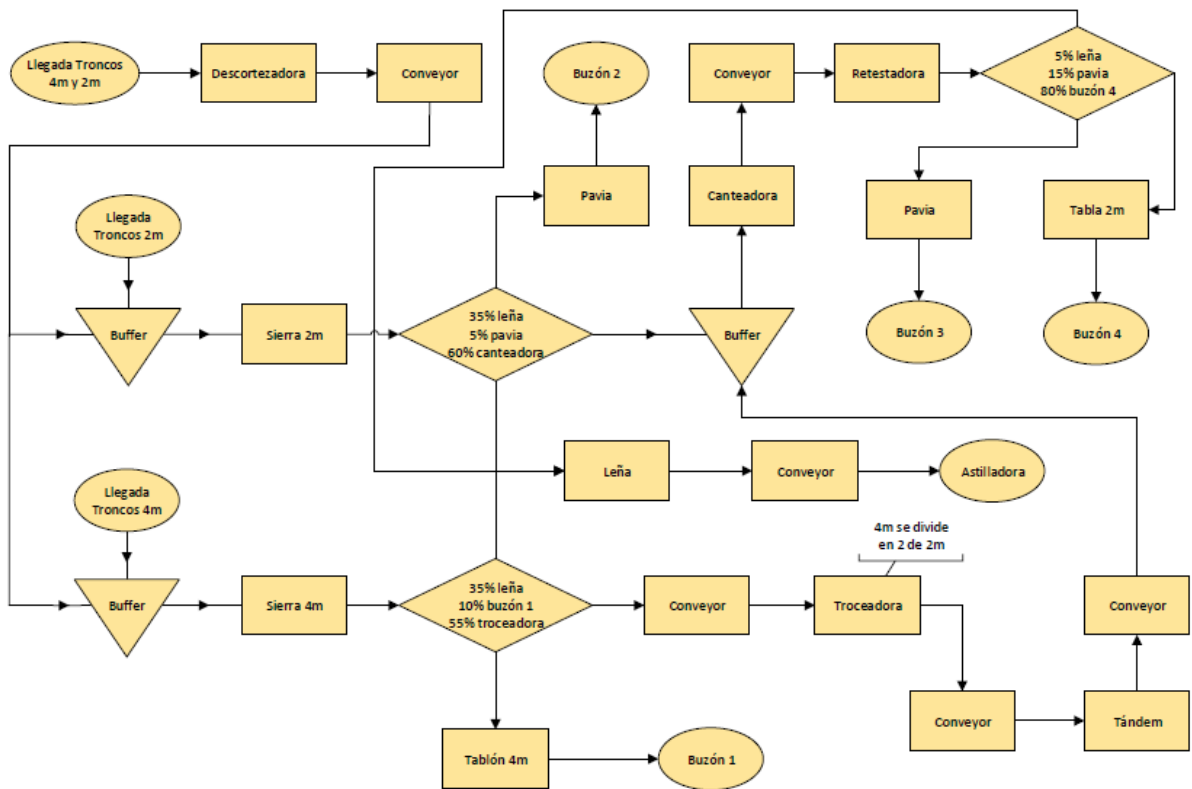 Llegada Troncos
4m y 2m
Descortezadora
Conveyor
Buzón 2
Conveyor
Retestadora
5% leña
15% pavia
80% buzón 4
Pavia
Canteadora
Pavia
Tabla 2m
Llegada
Troncos 2m
Buffer
Sierra 2m
35% leña
5% pavia
60% canteadora
Buffer
Buzón 3
Buzón 4
Leña
Conveyor
Astilladora
Llegada
Troncos 4m
4m se divide
en 2 de 2m
Buffer
Sierra 4m
35% leña
10% buzón 1
55% troceadora
Conveyor
Troceadora
Conveyor
Conveyor
Tándem
Tablón 4m
Buzón 1